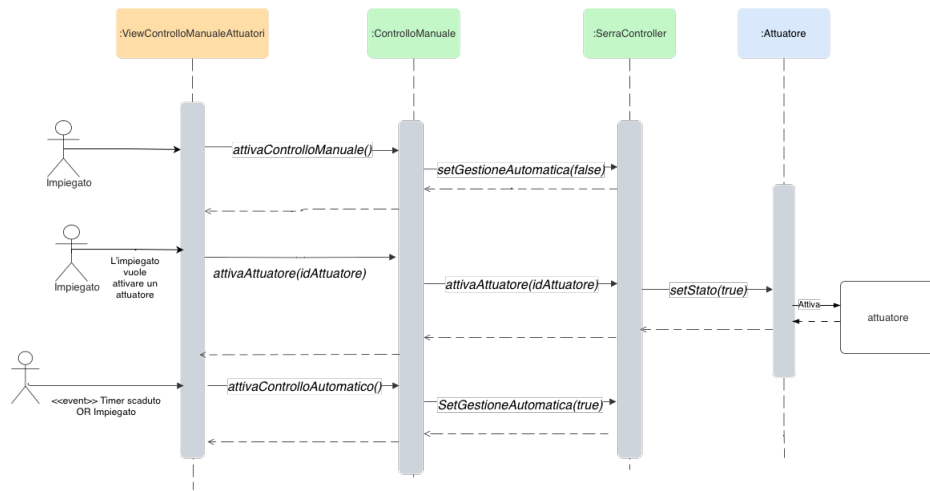 :ViewControlloManualeAttuatori
:ControlloManuale
:SerraController
:Attuatore
attivaControlloManuale()
setGestioneAutomatica(false)
Impiegato
L'impiegato
vuole
attivare un
attuatore
Impiegato
attivaAttuatore(idAttuatore)
attivaAttuatore(idAttuatore)
setStato(true)
Attiva
attuatore
attivaControlloAutomatico()
<<event>> Timer scaduto
OR Impiegato
SetGestioneAutomatica(true)